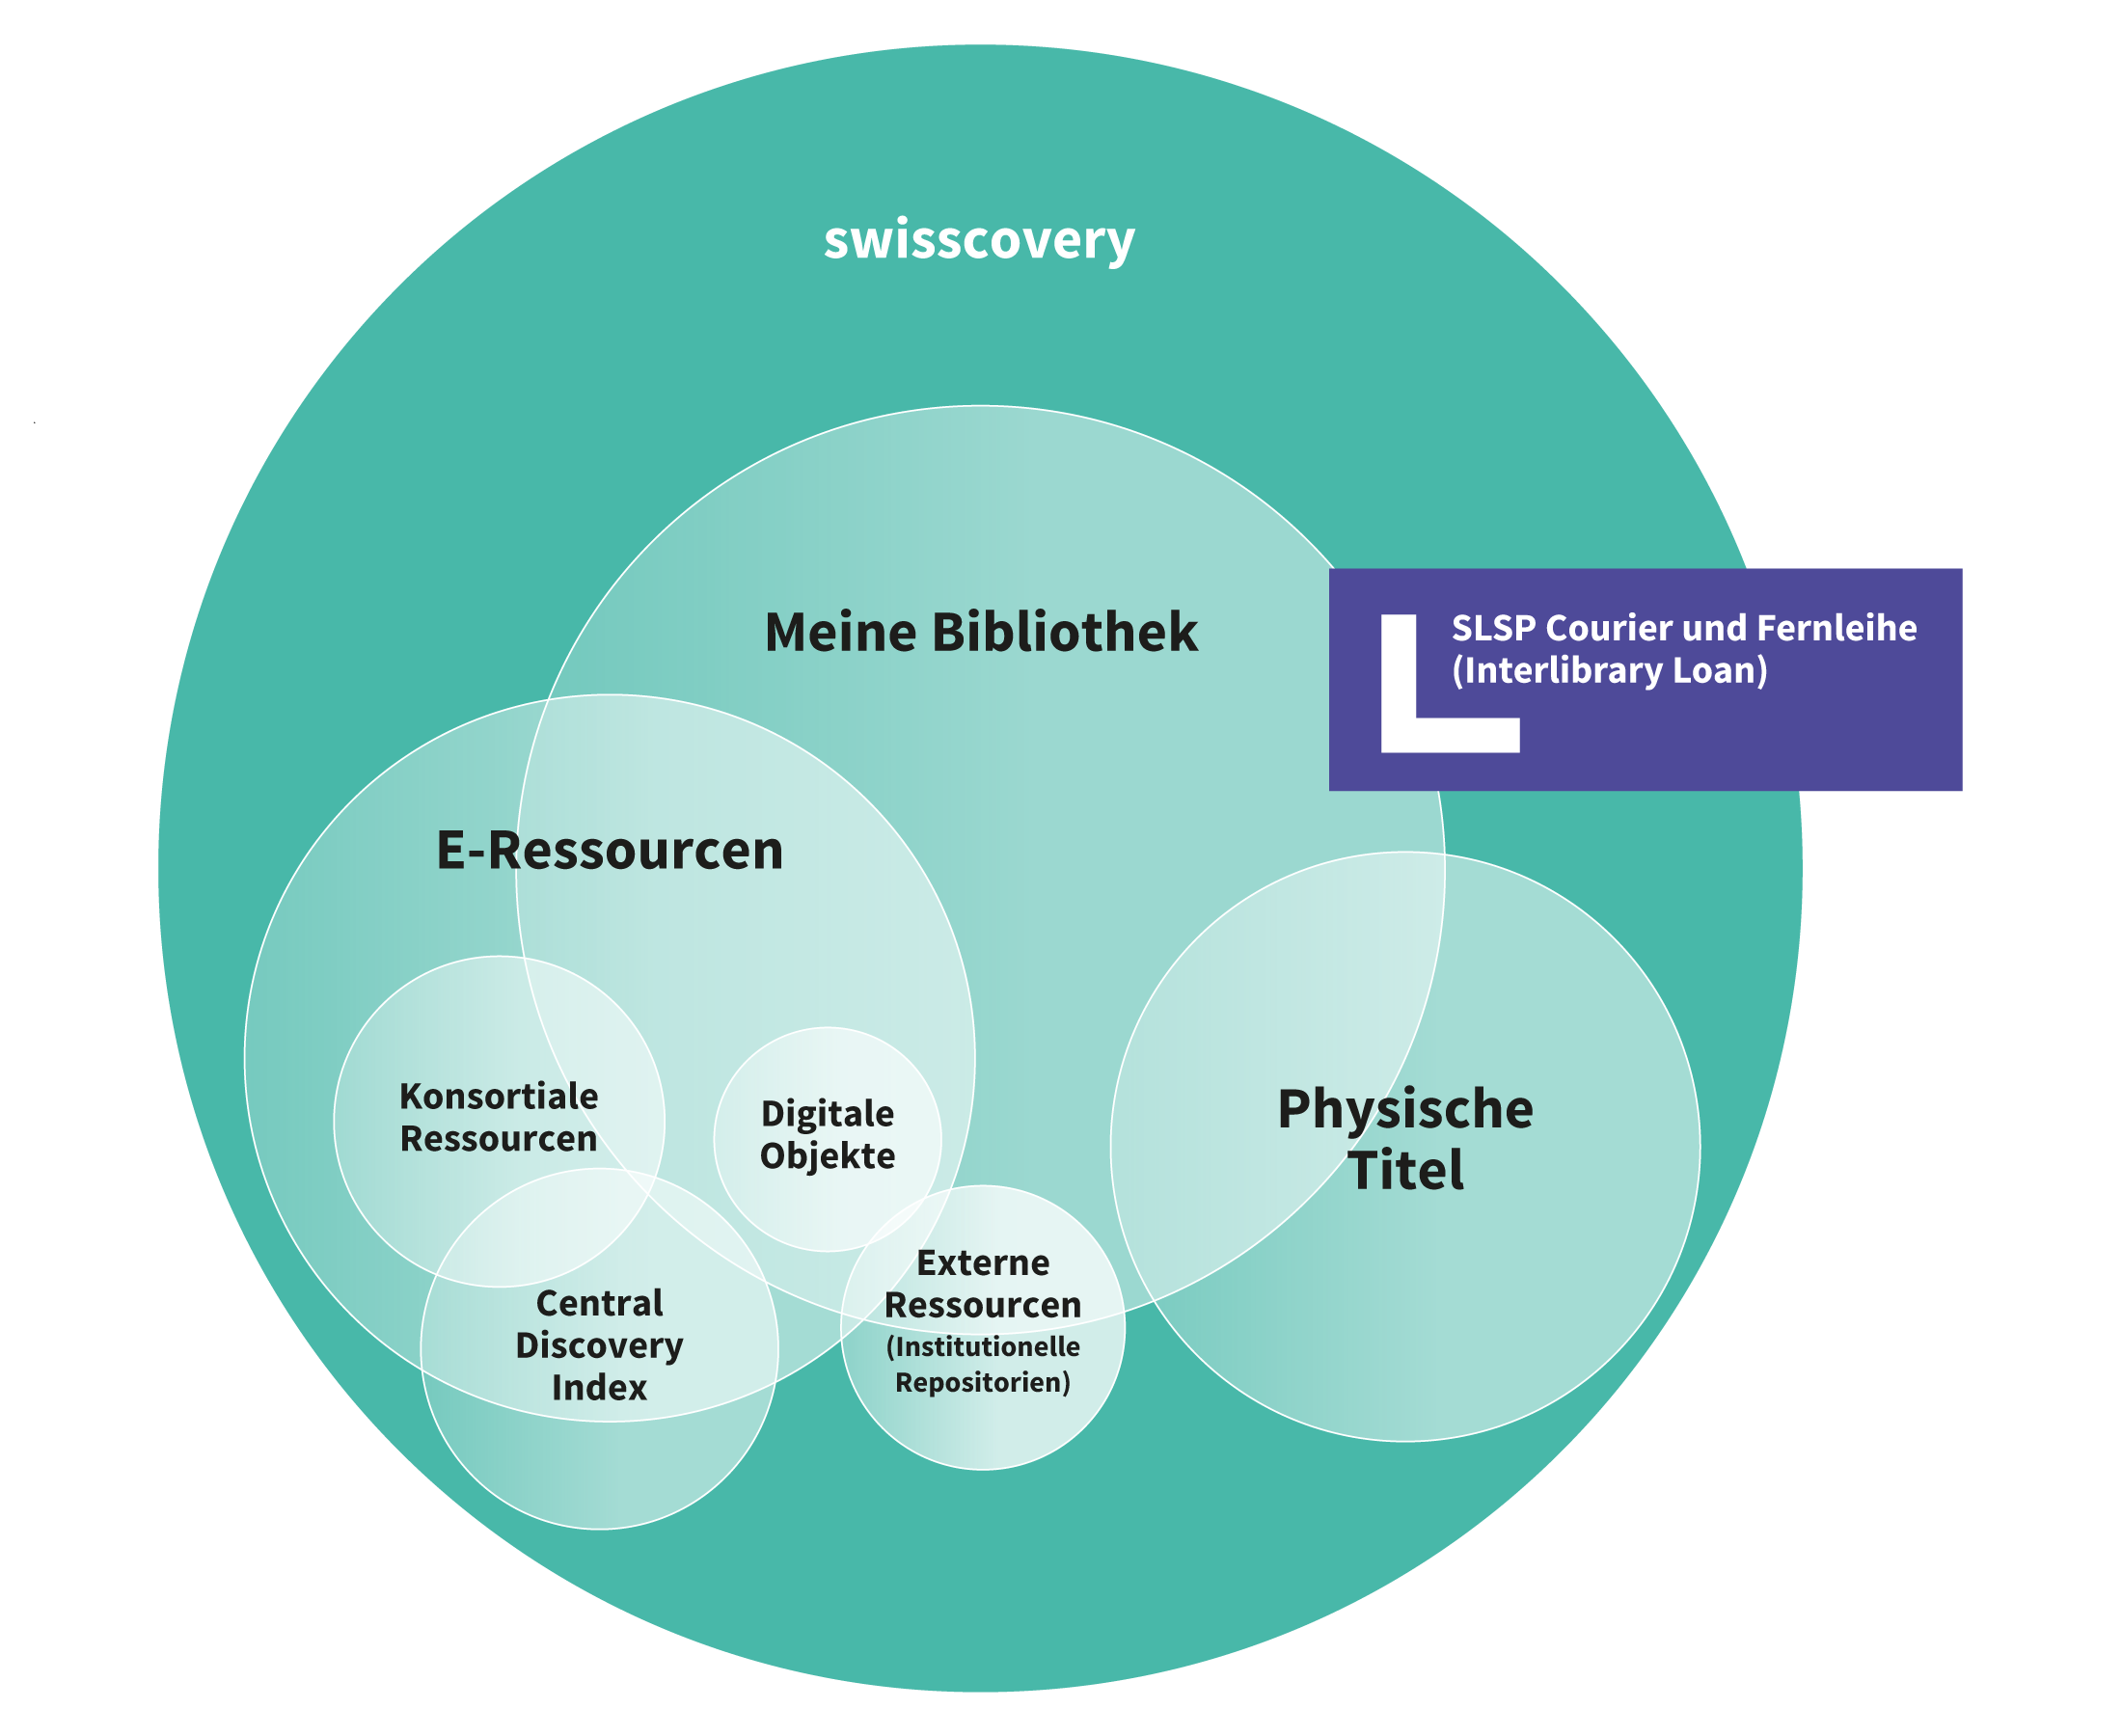 swisscovery
Meine Bibliothek
SLSP Courier und Fernleihe
(Interlibrary Loan)
E-Ressourcen
Konsortiale
Ressourcen
Digitale
Objekte
Physische
Titel
Externe
Ressourcen
(Institutionelle
Repositorien)
Central
Discovery
Index